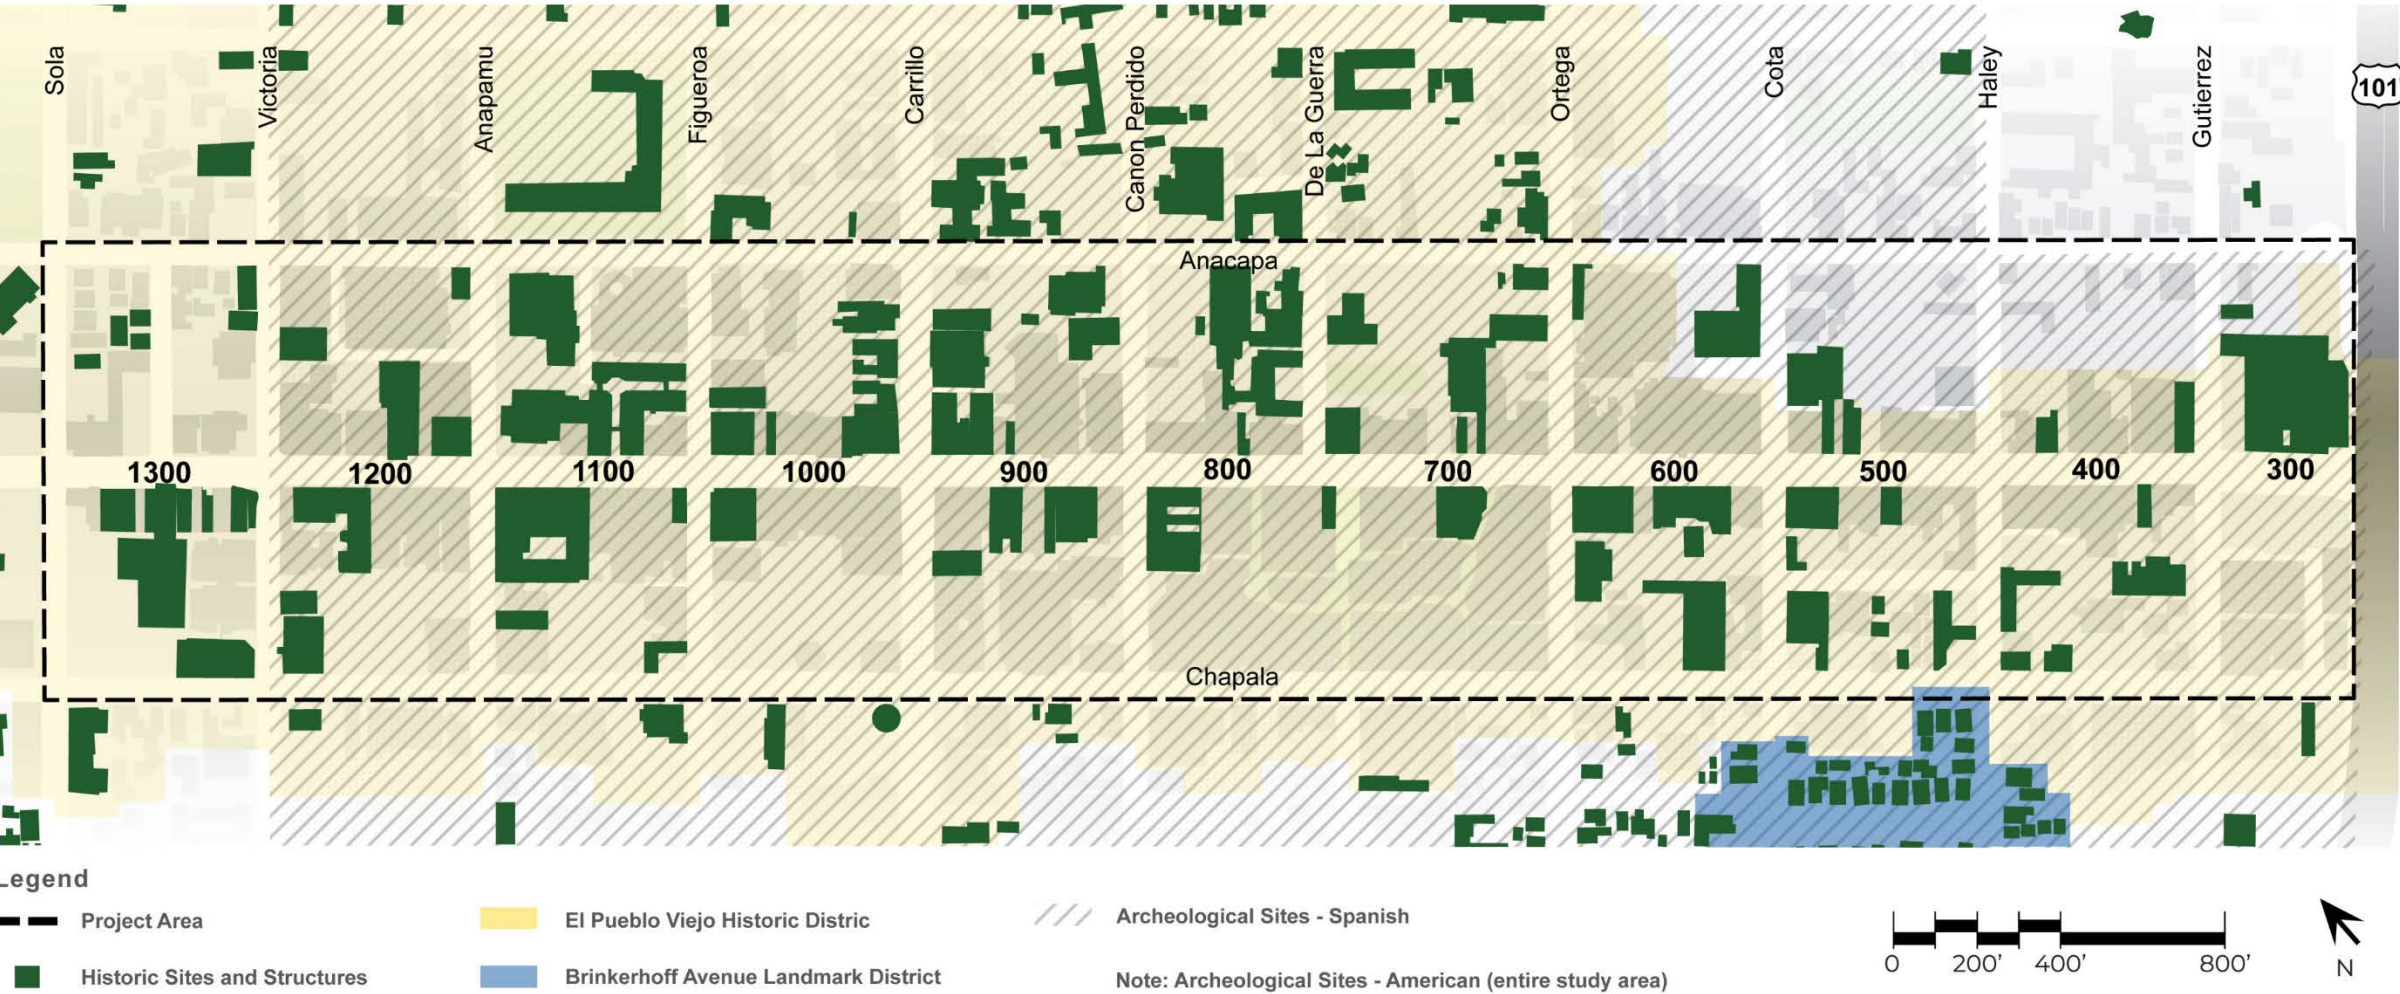 Sola
Victoria
Anapamu
Figueroa
Carrillo
Canon Perdido
De La Guerra
Ortega
Cota
Haley
Gutierrez
101
Anacapa
1300 1200 1100 1000 900 800 700 600 500 400 300
Chapala
Legend
Project Area
Historic Sites and Structures
El Pueblo Viejo Historic Distric
Brinkerhoff Avenue Landmark District
Archeological Sites - Spanish
Note: Archeological Sites - American (entire study area)
0 200' 400' 800'
N